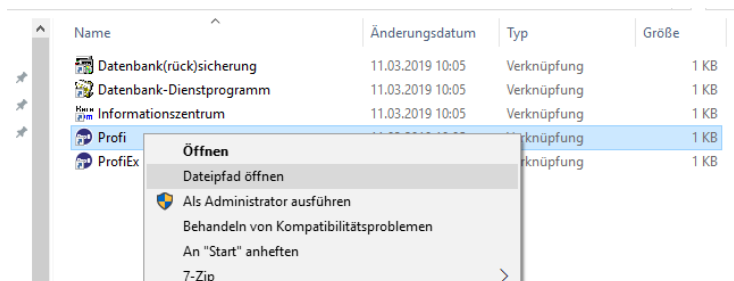 Name Änderungsdatum Typ Größe
Datenbank(rück)sicherung 11.03.2019 10:05 Verknüpfung 1 KB
Datenbank-Dienstprogramm 11.03.2019 10:05 Verknüpfung 1 KB
Informationszentrum 11.03.2019 10:05 Verknüpfung 1 KB
Profi rknüpfung 1 KB
ProfiEx rknüpfung 1 KB
Öffnen
Dateipfad öffnen
Als Administrator ausführen
Behandeln von Kompatibilitätsproblemen
An "Start" anheften
7-Zip